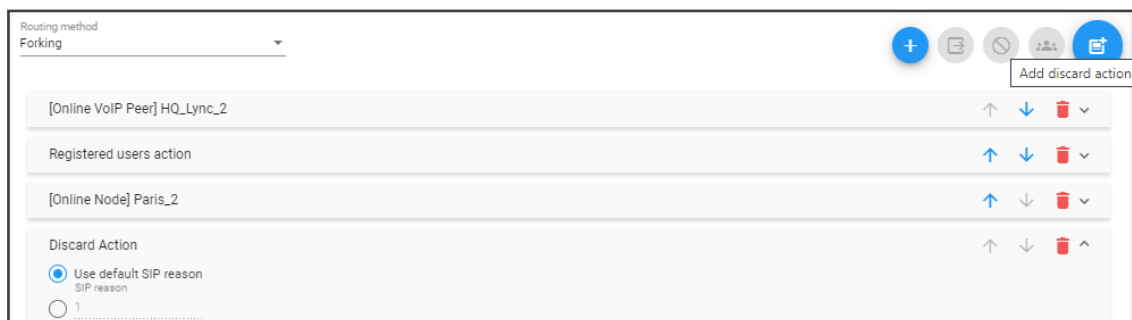 Routing method
Forking
Add discard action
[Online VoIP Peer] HQ_Lync_2
Registered users action
[Online Node] Paris_2
Discard Action
Use default SIP reason
SIP reason
1